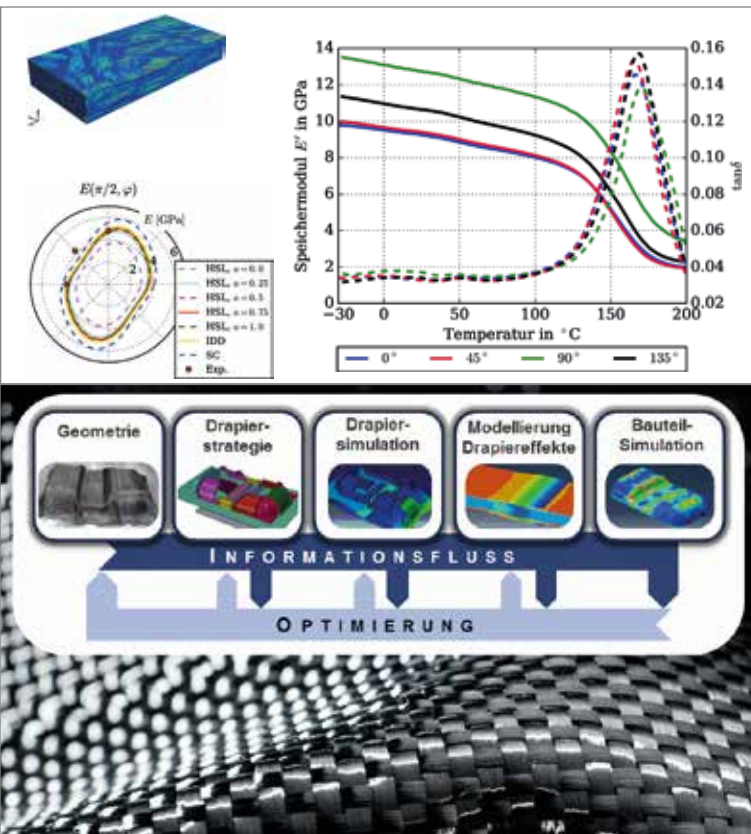 E(π/2, φ)
E [GPa]
6
2
HSL, a = 0.0
HSL, a = 0.25
HSL, a = 0.5
HSL, a = 0.75
HSL, a = 1.0
IDD
SC
Exp.
14
12
10
8
6
4
2
0
Speichermodul E' in GPa
0.16
0.14
0.12
0.10
0.08
0.06
0.04
0.02
tanδ
−30 0 50 100 150 200
Temperatur in °C
0° 45° 90° 135°
Geometrie
Drapier-
strategie
Drapier-
simulation
Modellierung
Drapiereffekte
Bauteil-
Simulation
INFORMATIONSFLUSS
OPTIMIERUNG